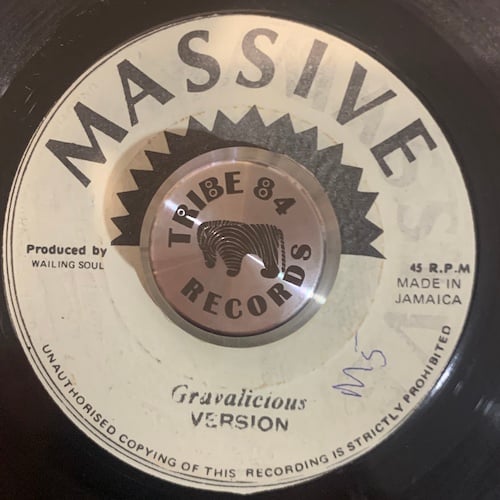 MASSIVE
TRIBE 84
RECORDS
Produced by
WAILING SOUL
45 R.P.M
MADE IN
JAMAICA
Gravalicious
VERSION
M5
UNAUTHORISED COPYING OF THIS RECORDING IS STRICTLY PROHIBITED